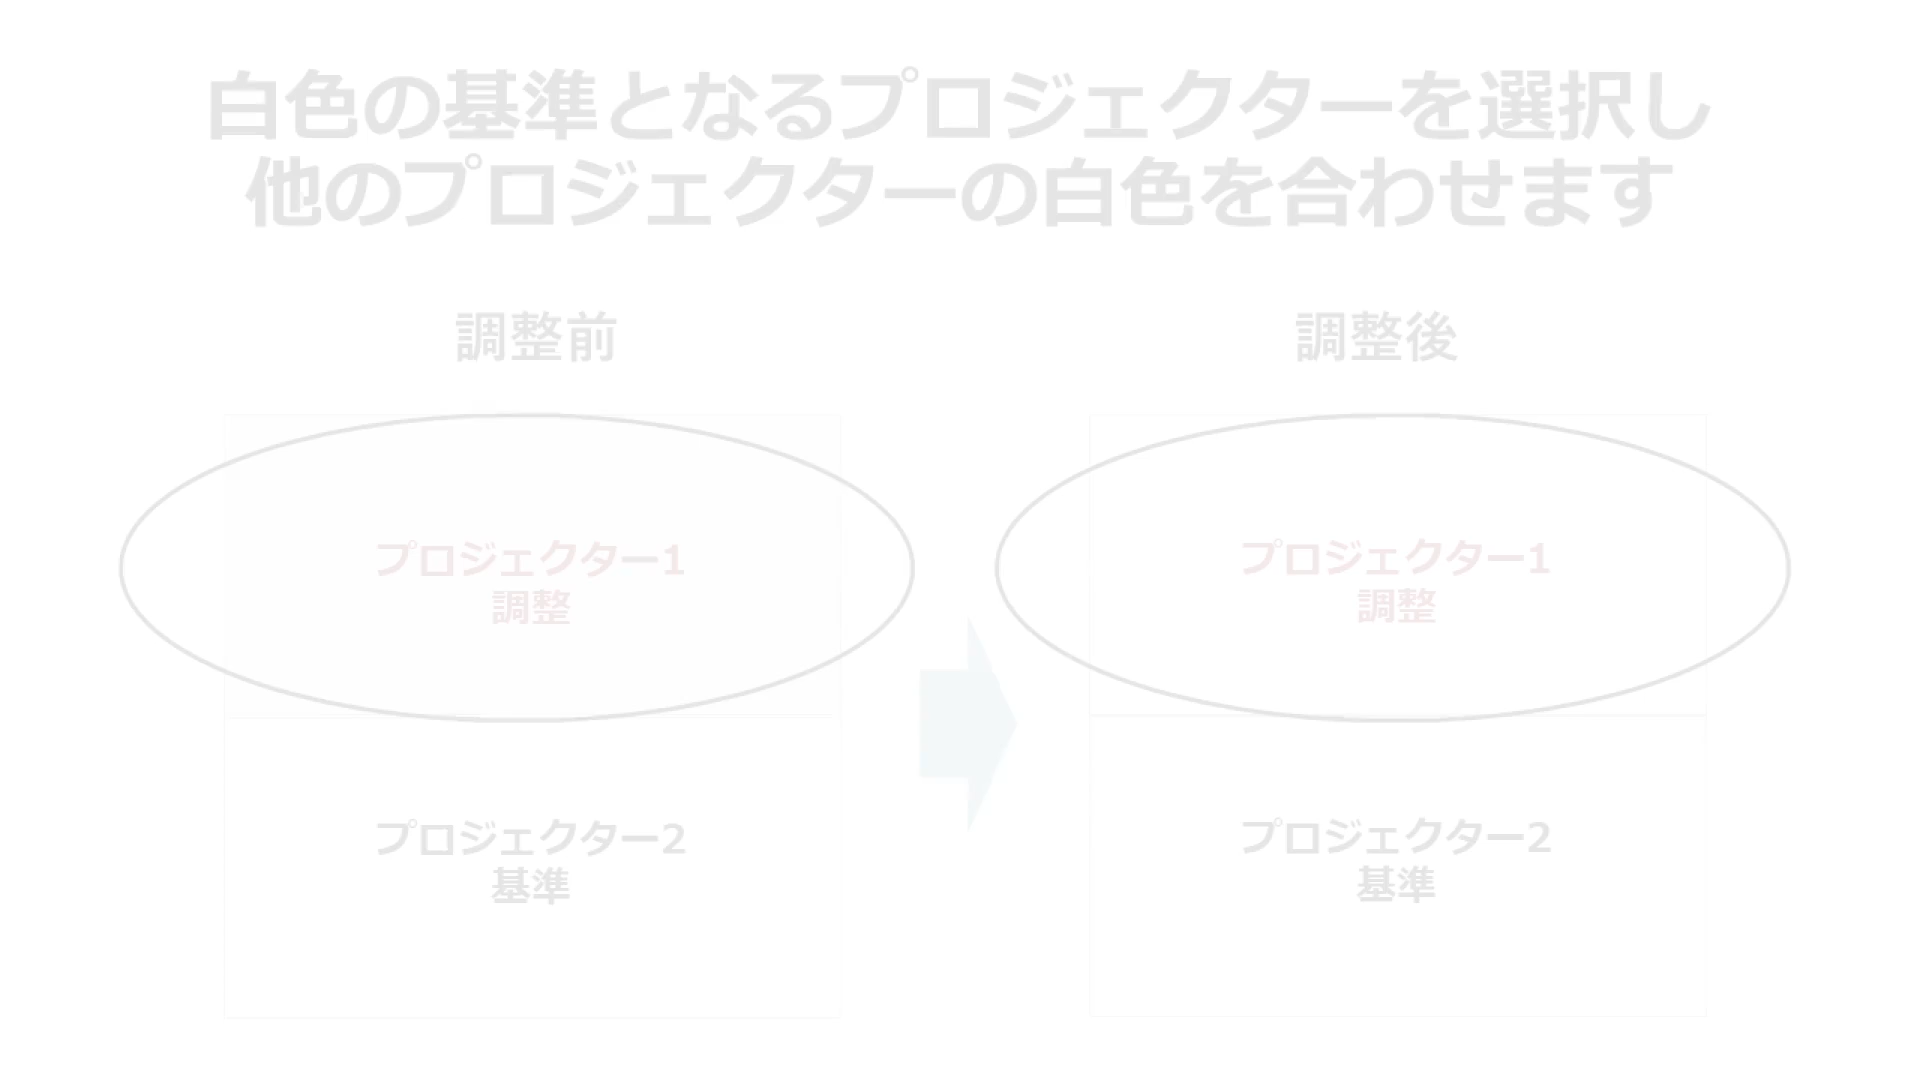 白色の基準となるプロジェクターを選択し
他のプロジェクターの白色を合わせます
調整前
調整後
プロジェクター1
調整
プロジェクター2
基準
プロジェクター1
調整
プロジェクター2
基準